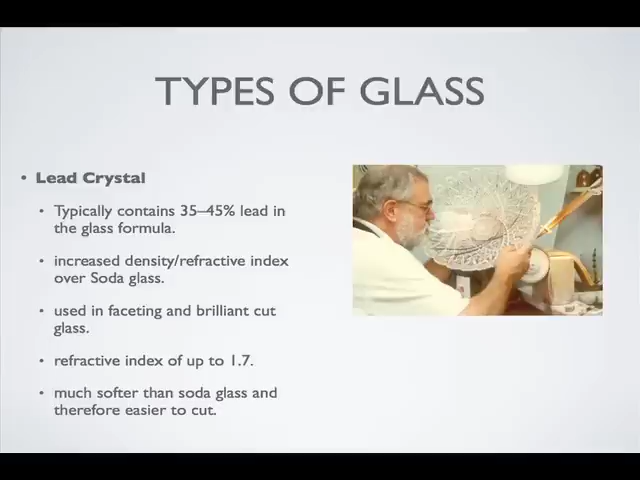 TYPES OF GLASS
• Lead Crystal
• Typically contains 35–45% lead in
the glass formula.
• increased density/refractive index
over Soda glass.
• used in faceting and brilliant cut
glass.
• refractive index of up to 1.7.
• much softer than soda glass and
therefore easier to cut.